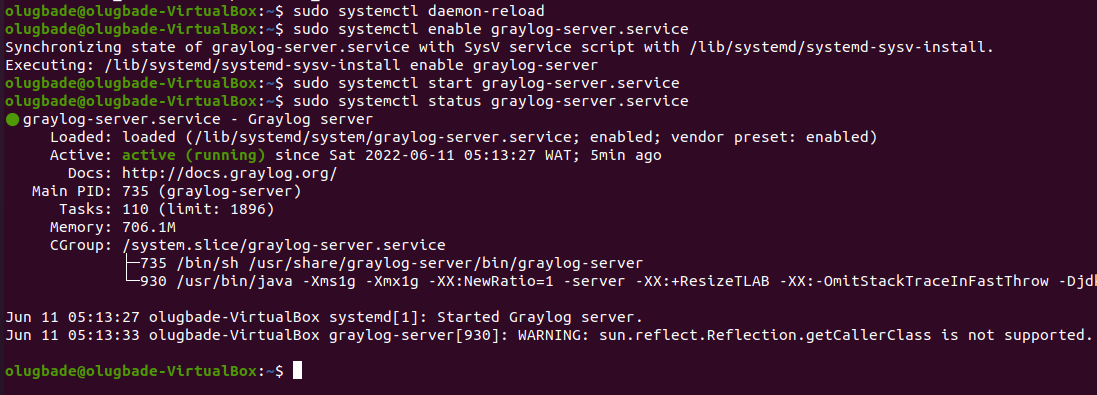 olugbade@olugbade-VirtualBox:~$ sudo systemctl daemon-reload
olugbade@olugbade-VirtualBox:~$ sudo systemctl enable graylog-server.service
Synchronizing state of graylog-server.service with SysV service script with /lib/systemd/systemd-sysv-install.
Executing: /lib/systemd/systemd-sysv-install enable graylog-server
olugbade@olugbade-VirtualBox:~$ sudo systemctl start graylog-server.service
olugbade@olugbade-VirtualBox:~$ sudo systemctl status graylog-server.service
● graylog-server.service - Graylog server
Loaded: loaded (/lib/systemd/system/graylog-server.service; enabled; vendor preset: enabled)
Active: active (running) since Sat 2022-06-11 05:13:27 WAT; 5min ago
Docs: http://docs.graylog.org/
Main PID: 735 (graylog-server)
Tasks: 110 (limit: 1896)
Memory: 706.1M
CGroup: /system.slice/graylog-server.service
├─735 /bin/sh /usr/share/graylog-server/bin/graylog-server
└─930 /usr/bin/java -Xms1g -Xmx1g -XX:NewRatio=1 -server -XX:+ResizeTLAB -XX:-OmitStackTraceInFastThrow -Djd
Jun 11 05:13:27 olugbade-VirtualBox systemd[1]: Started Graylog server.
Jun 11 05:13:33 olugbade-VirtualBox graylog-server[930]: WARNING: sun.reflect.Reflection.getCallerClass is not supported.
olugbade@olugbade-VirtualBox:~$